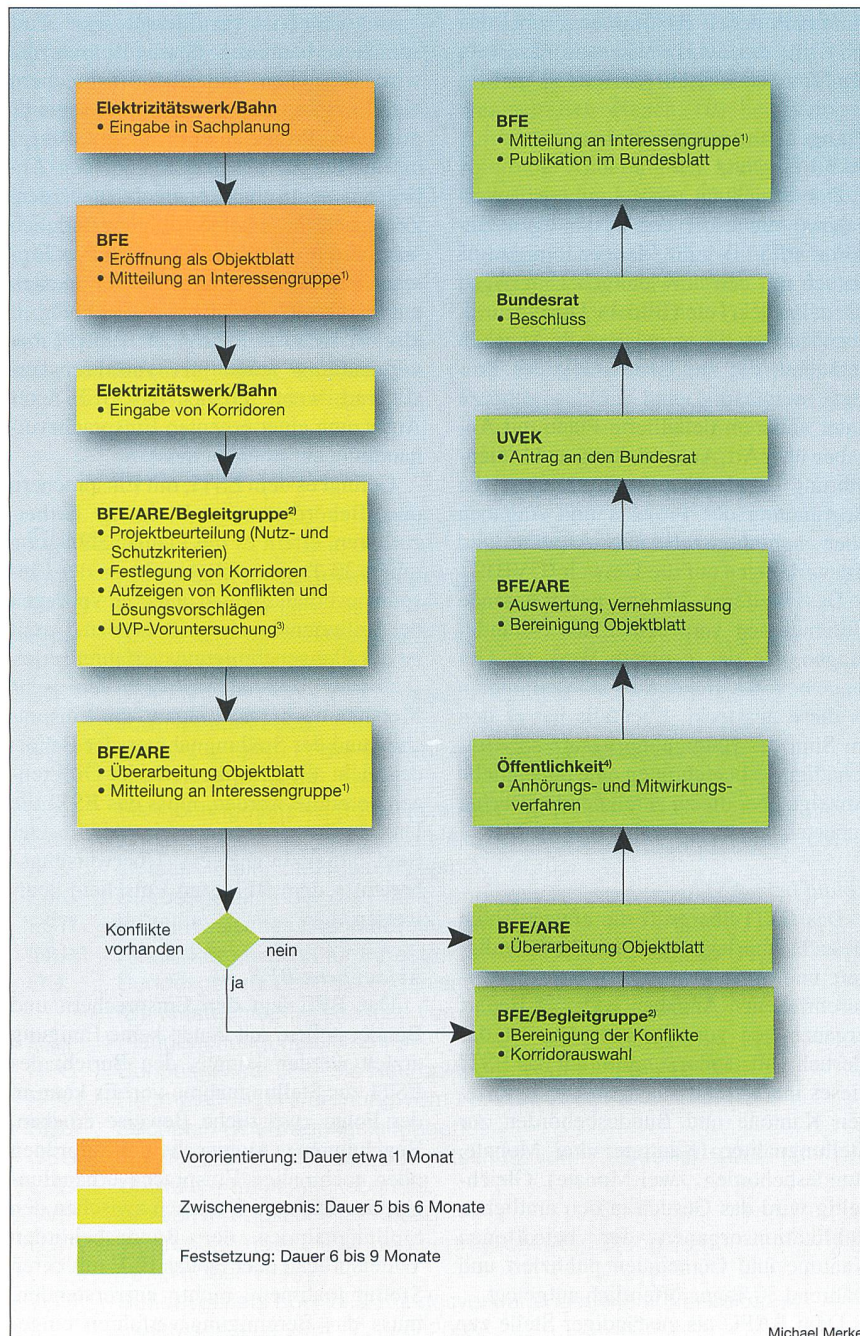 Elektrizitätswerk/Bahn
• Eingabe in Sachplanung
BFE
• Eröffnung als Objektblatt
• Mitteilung an Interessengruppe¹⁾
Elektrizitätswerk/Bahn
• Eingabe von Korridoren
BFE/ARE/Begleitgruppe²⁾
• Projektbeurteilung (Nutz- und
Schutzkriterien)
• Festlegung von Korridoren
• Aufzeigen von Konflikten und
Lösungsvorschlägen
• UVP-Voruntersuchung³⁾
BFE/ARE
• Überarbeitung Objektblatt
• Mitteilung an Interessengruppe¹⁾
Konflikte
vorhanden
nein
ja
BFE/Begleitgruppe²⁾
• Bereinigung der Konflikte
• Korridorauswahl
BFE/ARE
• Überarbeitung Objektblatt
Öffentlichkeit⁴⁾
• Anhörungs- und Mitwirkungs-
verfahren
BFE/ARE
• Auswertung, Vernehmlassung
• Bereinigung Objektblatt
UVEK
• Antrag an den Bundesrat
Bundesrat
• Beschluss
BFE
• Mitteilung an Interessengruppe¹⁾
• Publikation im Bundesblatt
Vororientierung: Dauer etwa 1 Monat
Zwischenergebnis: Dauer 5 bis 6 Monate
Festsetzung: Dauer 6 bis 9 Monate
Michael Merke